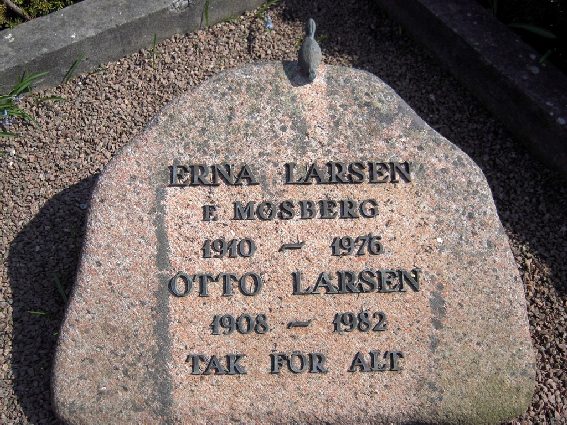 ERNA LARSEN
F. MØSBERG
1910 ~ 1976
OTTO LARSEN
1908 ~ 1982
TAK FOR ALT